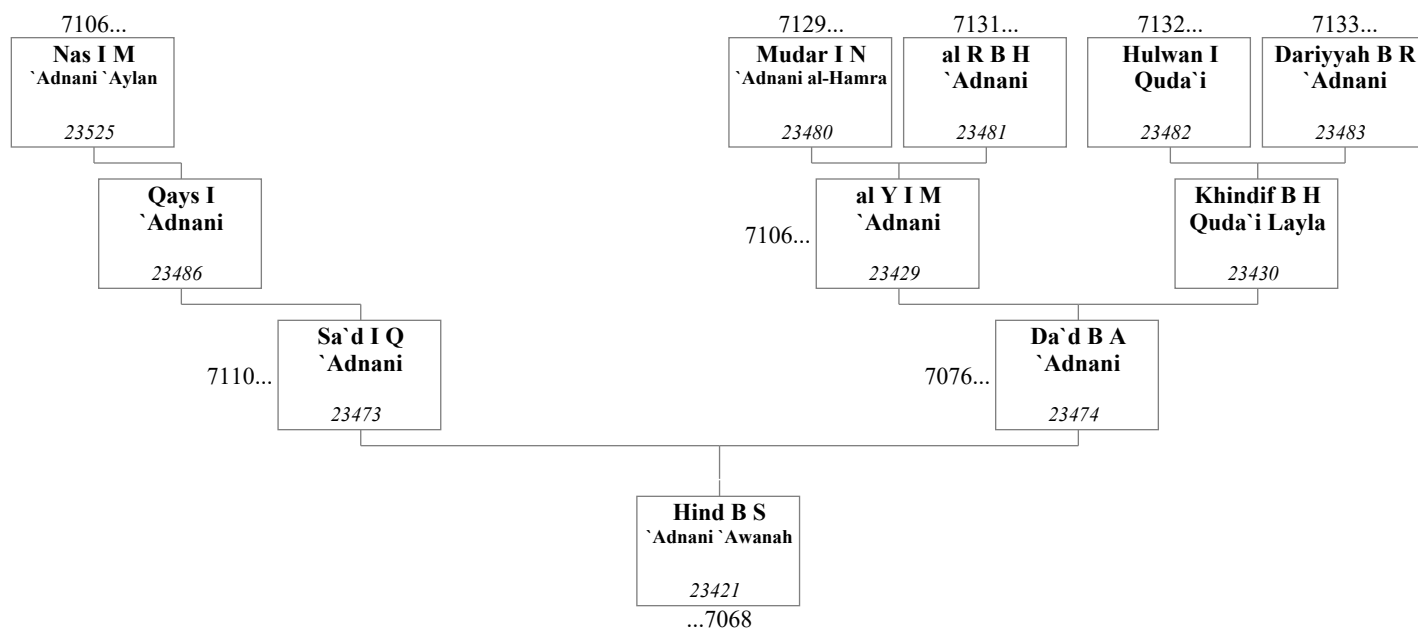 7106...
Nas I M
`Adnani `Aylan
23525
7129...
Mudar I N
`Adnani al-Hamra
23480
7131...
al R B H
`Adnani
23481
7132...
Hulwan I
Quda`i
23482
7133...
Dariyyah B R
`Adnani
23483
Qays I
`Adnani
23486
7106...
al Y I M
`Adnani
23429
Khindif B H
Quda`i Layla
23430
7110...
Sa`d I Q
`Adnani
23473
7076...
Da`d B A
`Adnani
23474
Hind B S
`Adnani `Awanah
23421
...7068